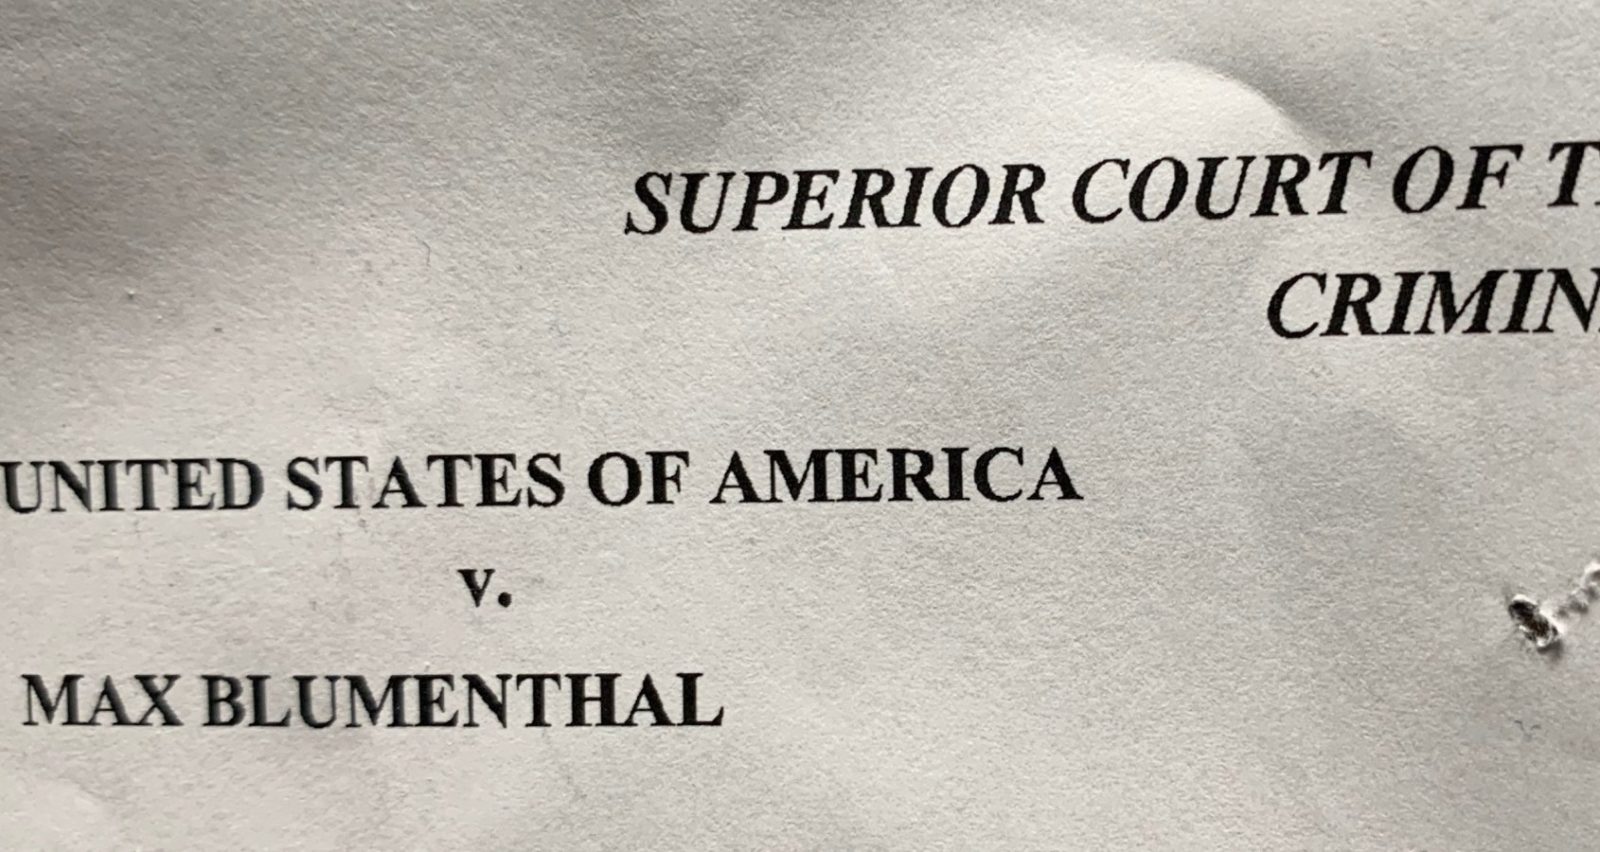 SUPERIOR COURT OF T
CRIMIN
UNITED STATES OF AMERICA
v.
MAX BLUMENTHAL